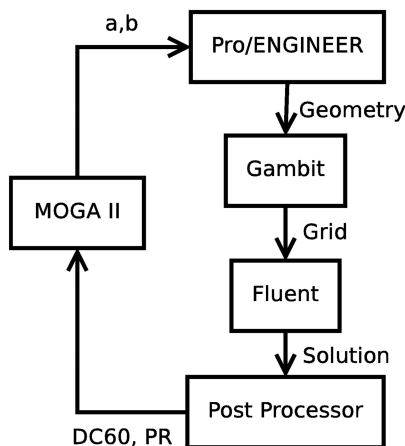 a,b
Pro/ENGINEER
Geometry
Gambit
MOGA II
Grid
Fluent
Solution
Post Processor
DC60, PR